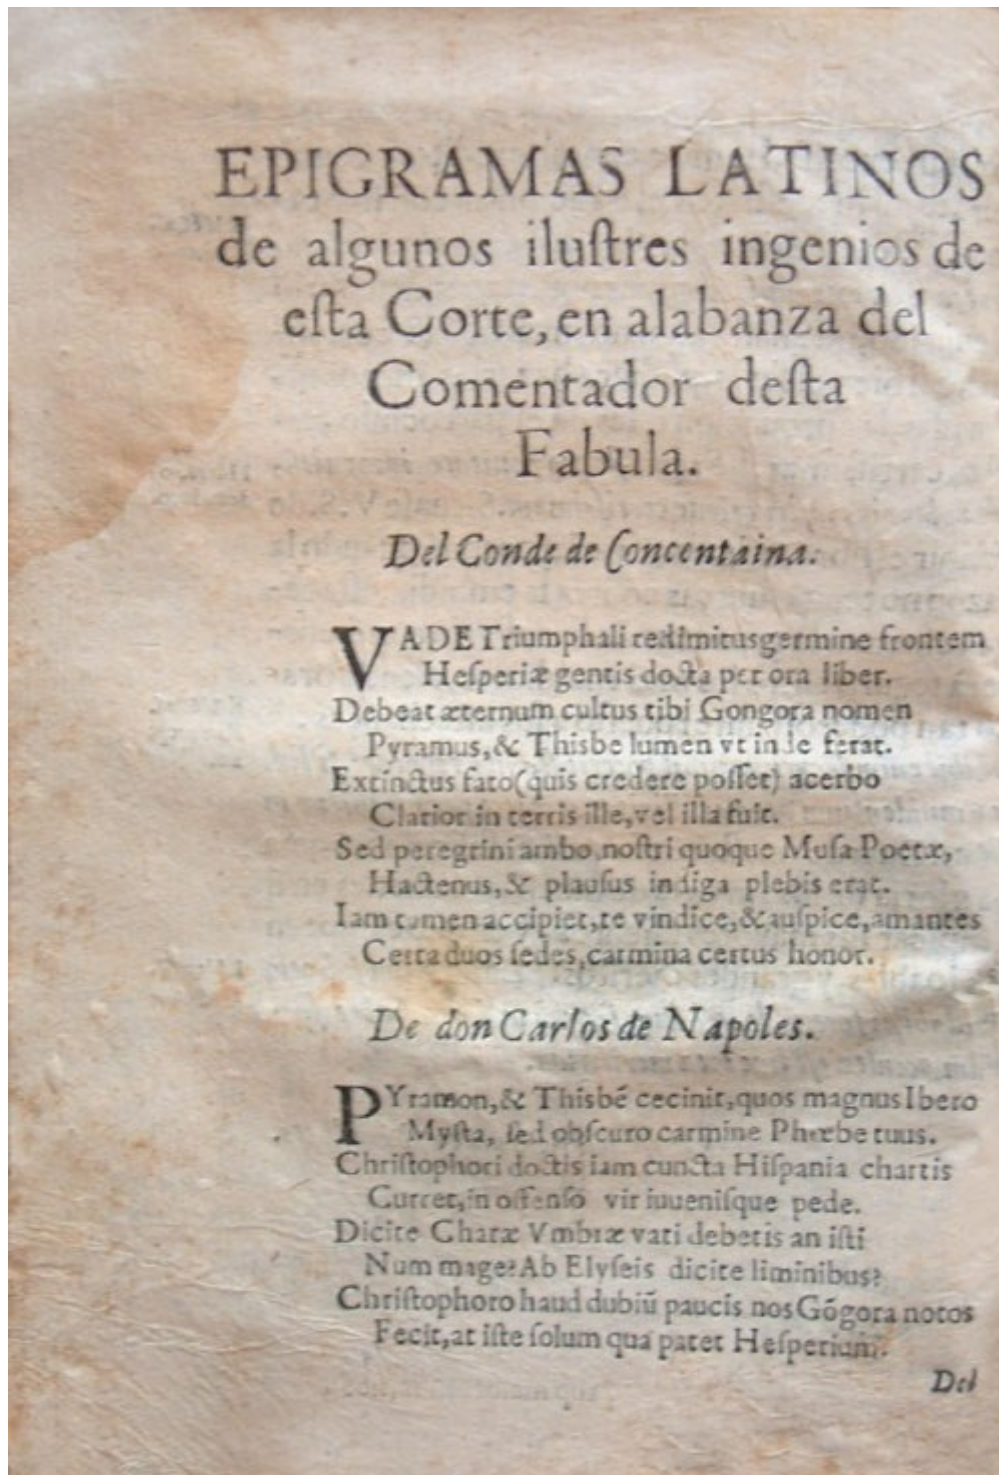 EPIGRAMAS LATINOS
de algunos iluſtres ingenios de
eſta Corte, en alabanza del
Comentador deſta
Fabula.
Del Conde de Concentaina.
VADE Triumphali redimitus germine frontem
Heſperiæ gentis docta per ora liber.
Debeat æternum cultus tibi Gongora nomen
Pyramus, & Thisbe lumen vt inde ferat.
Extinctus fato (quis credere poſſet) acerbo
Clarior in terris ille, vel illa fuit.
Sed peregrini ambo, noſtri quoque Muſa Poetæ,
Hactenus, & plauſus indiga plebis erat.
Iam tamen accipiet, te vindice, & auſpice, amantes
Certa duos ſedes, carmina certus honor.
De don Carlos de Napoles.
PYramon, & Thisbé cecinit, quos magnus Ibero
Myſta, ſed obſcuro carmine Phœbe tuus.
Chriſtophori doctis iam cuncta Hiſpania chartis
Curret, in offenſo vir iuueniſque pede.
Dicite Charæ Vmbræ vati debetis an iſti
Num mage? Ab Elyſeis dicite liminibus?
Chriſtophoro haud dubiũ paucis nos Gõgora notos
Fecit, at iſte ſolum qua patet Heſperium.
Del